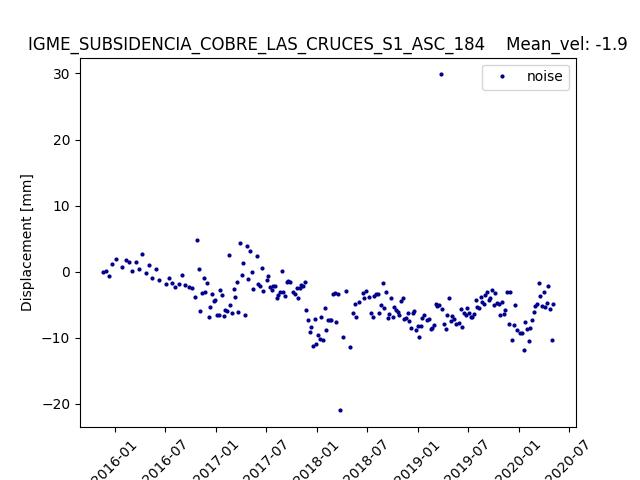 IGME_SUBSIDENCIA_COBRE_LAS_CRUCES_S1_ASC_184 Mean_vel: -1.9
noise
Displacement [mm]
30
20
10
0
−10
−20
2016-01 2016-07 2017-01 2017-07 2018-01 2018-07 2019-01 2019-07 2020-01 2020-07